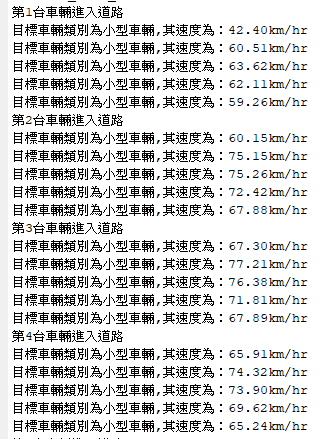 第1台車輛進入道路
目標車輛類別為小型車輛,其速度為：42.40km/hr
目標車輛類別為小型車輛,其速度為：60.51km/hr
目標車輛類別為小型車輛,其速度為：63.62km/hr
目標車輛類別為小型車輛,其速度為：62.11km/hr
目標車輛類別為小型車輛,其速度為：59.26km/hr
第2台車輛進入道路
目標車輛類別為小型車輛,其速度為：60.15km/hr
目標車輛類別為小型車輛,其速度為：75.15km/hr
目標車輛類別為小型車輛,其速度為：75.26km/hr
目標車輛類別為小型車輛,其速度為：72.42km/hr
目標車輛類別為小型車輛,其速度為：67.88km/hr
第3台車輛進入道路
目標車輛類別為小型車輛,其速度為：67.30km/hr
目標車輛類別為小型車輛,其速度為：77.21km/hr
目標車輛類別為小型車輛,其速度為：76.38km/hr
目標車輛類別為小型車輛,其速度為：71.81km/hr
目標車輛類別為小型車輛,其速度為：67.89km/hr
第4台車輛進入道路
目標車輛類別為小型車輛,其速度為：65.91km/hr
目標車輛類別為小型車輛,其速度為：74.32km/hr
目標車輛類別為小型車輛,其速度為：73.90km/hr
目標車輛類別為小型車輛,其速度為：69.62km/hr
目標車輛類別為小型車輛,其速度為：65.24km/hr